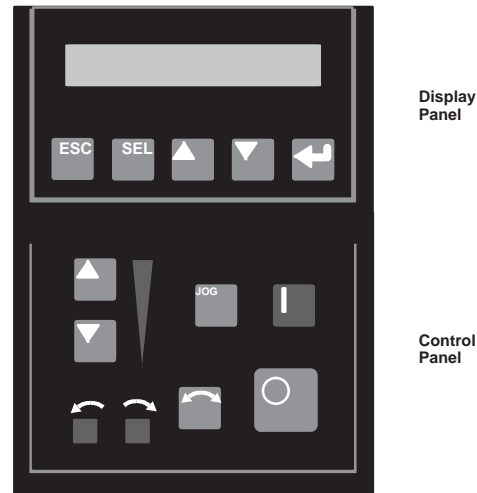 Display
Panel
ESC SEL
JOG
Control
Panel